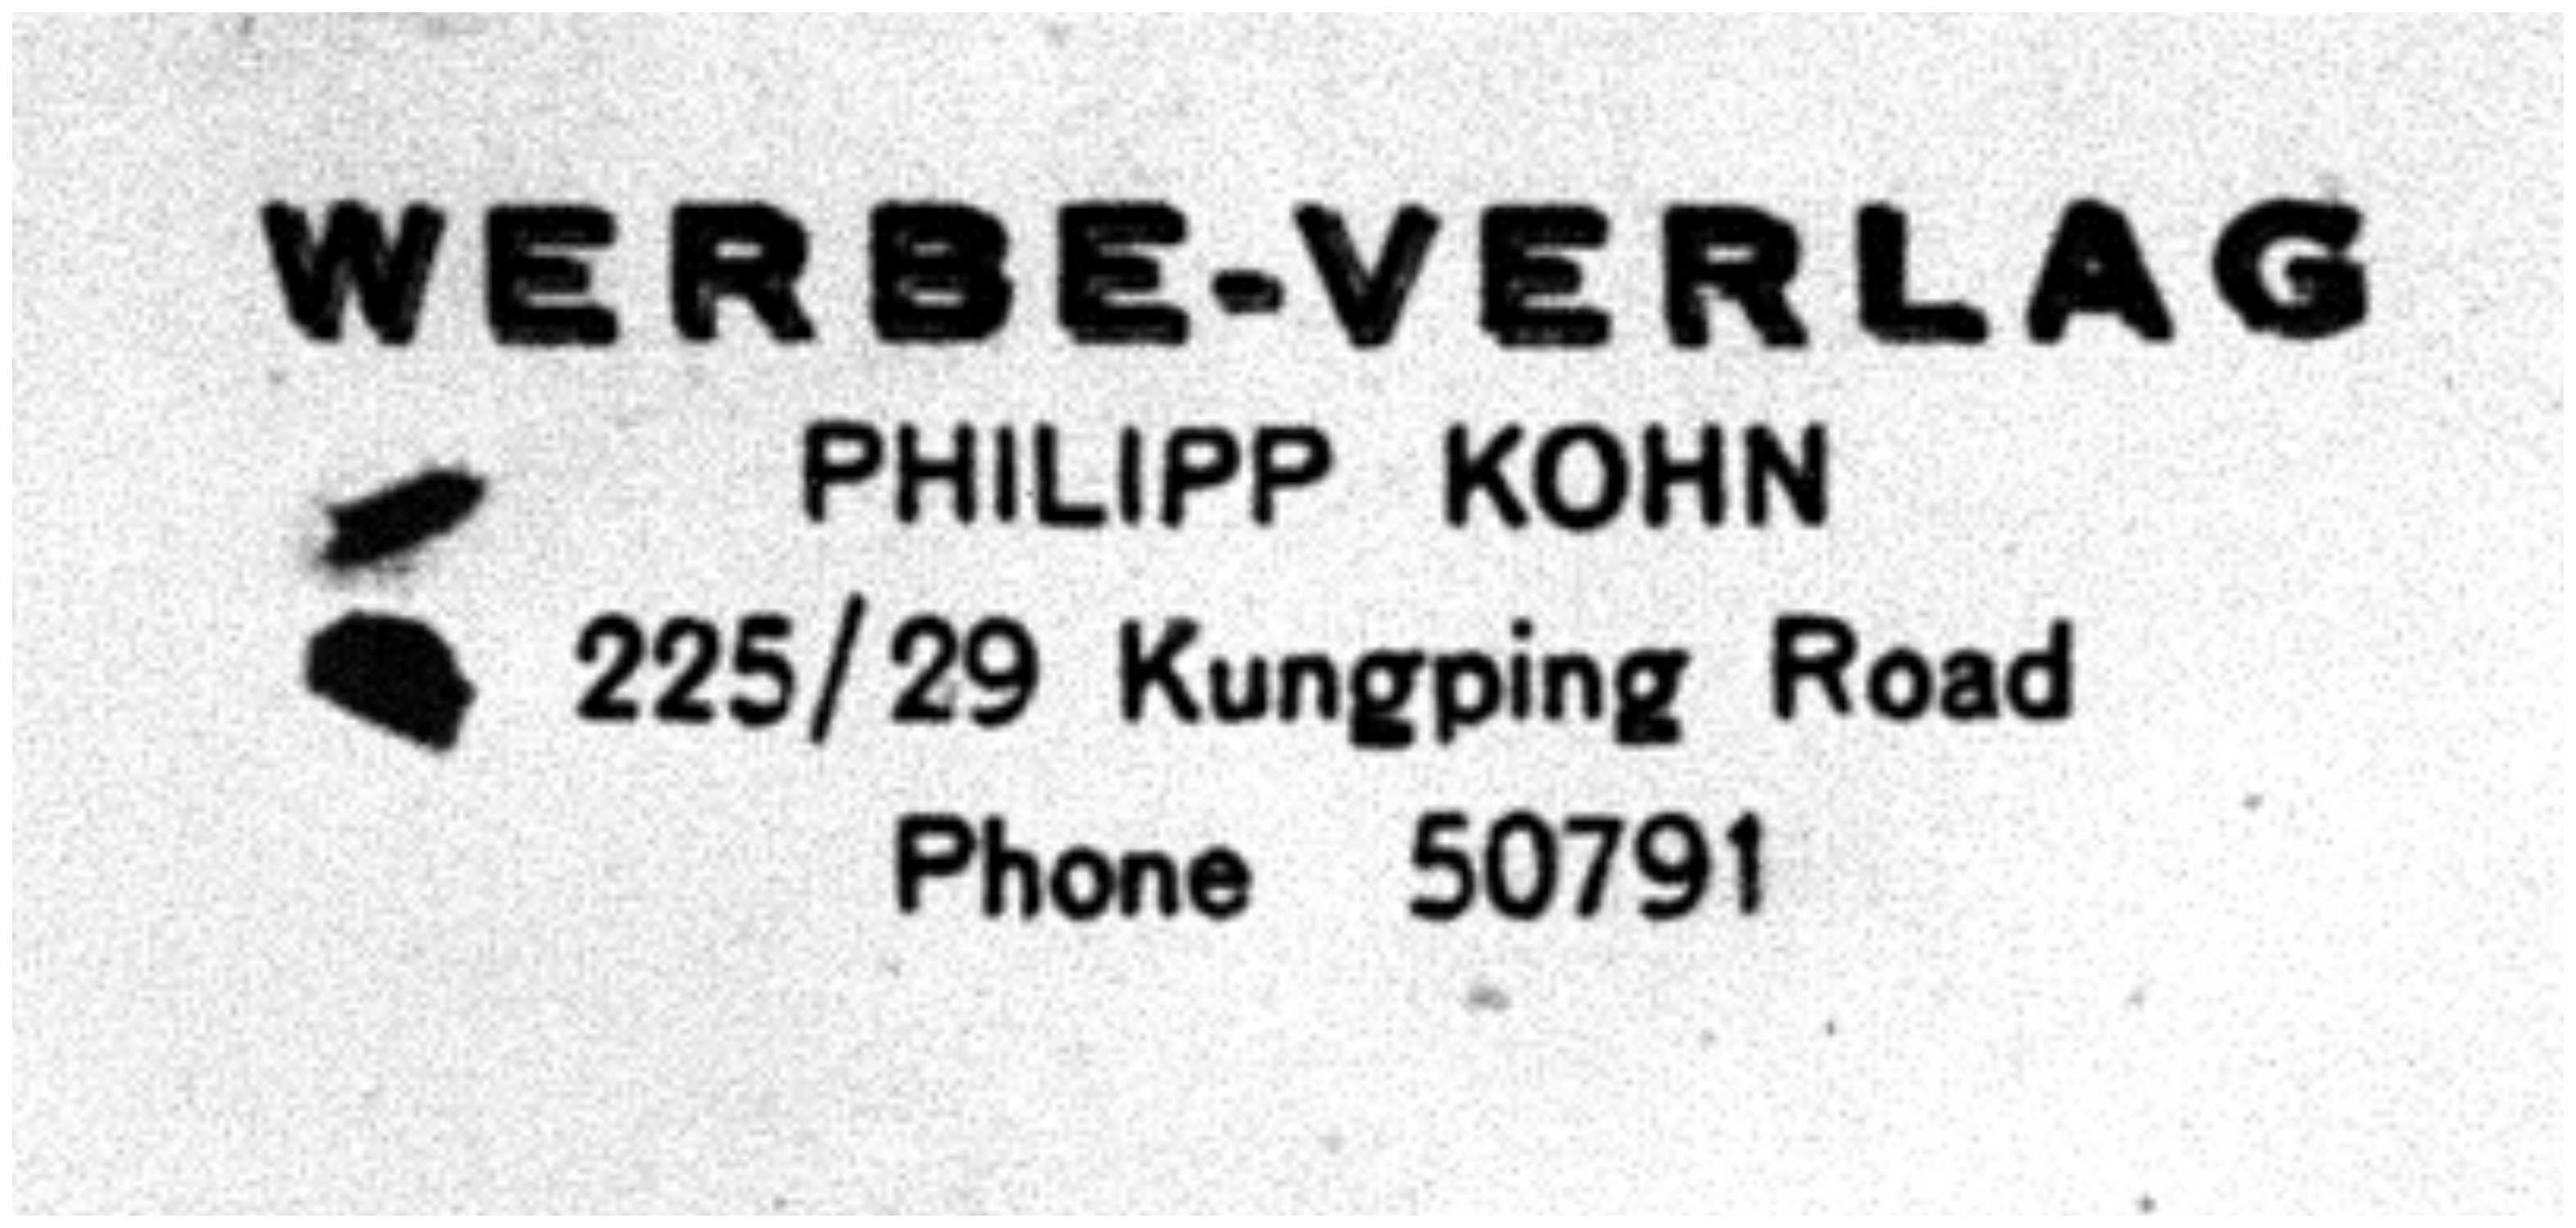 WERBE-VERLAG
PHILIPP KOHN
225/29 Kungping Road
Phone 50791